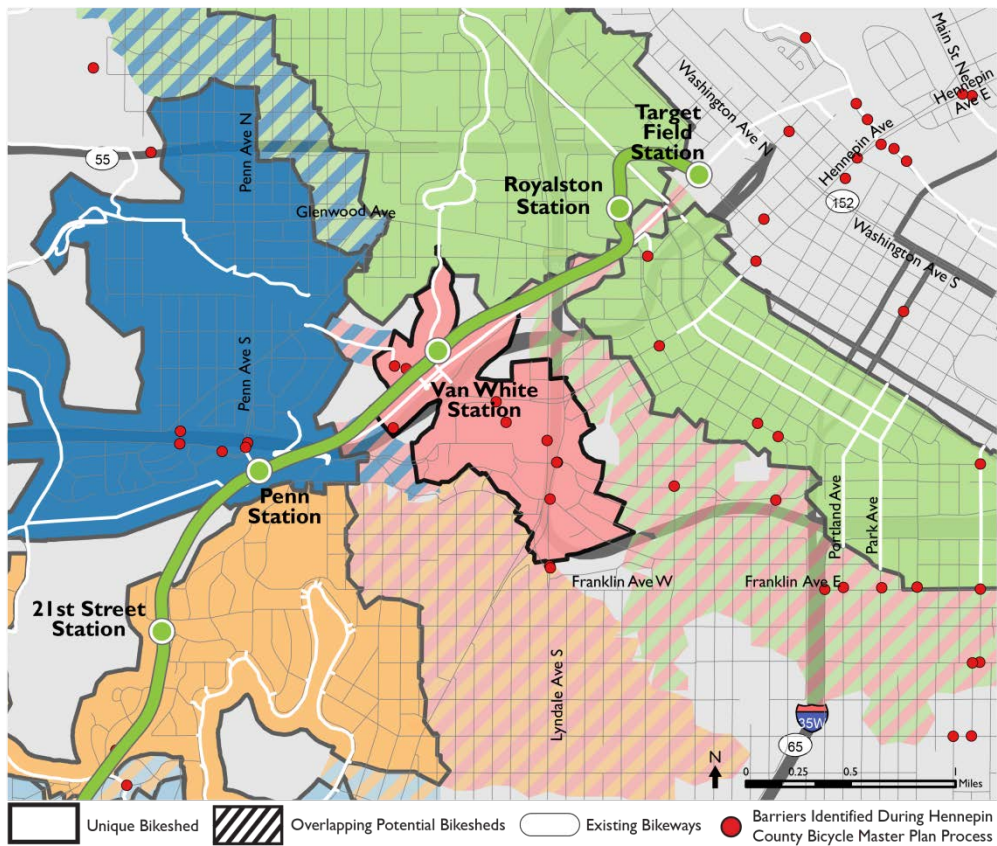 Main St Ne
Hennepin
Ave E
Washington Ave N
Target
Field
Station
Hennepin Ave
Penn Ave N
55
Royalston
Station
152
Glenwood Ave
Washington Ave S
Penn Ave S
Van White
Station
Penn
Station
Portland Ave
Park Ave
Franklin Ave W
Franklin Ave E
21st Street
Station
Lyndale Ave S
35W
65
N
0 0.25 0.5 1
Miles
Unique Bikeshed
Overlapping Potential Bikesheds
Existing Bikeways
Barriers Identified During Hennepin
County Bicycle Master Plan Process